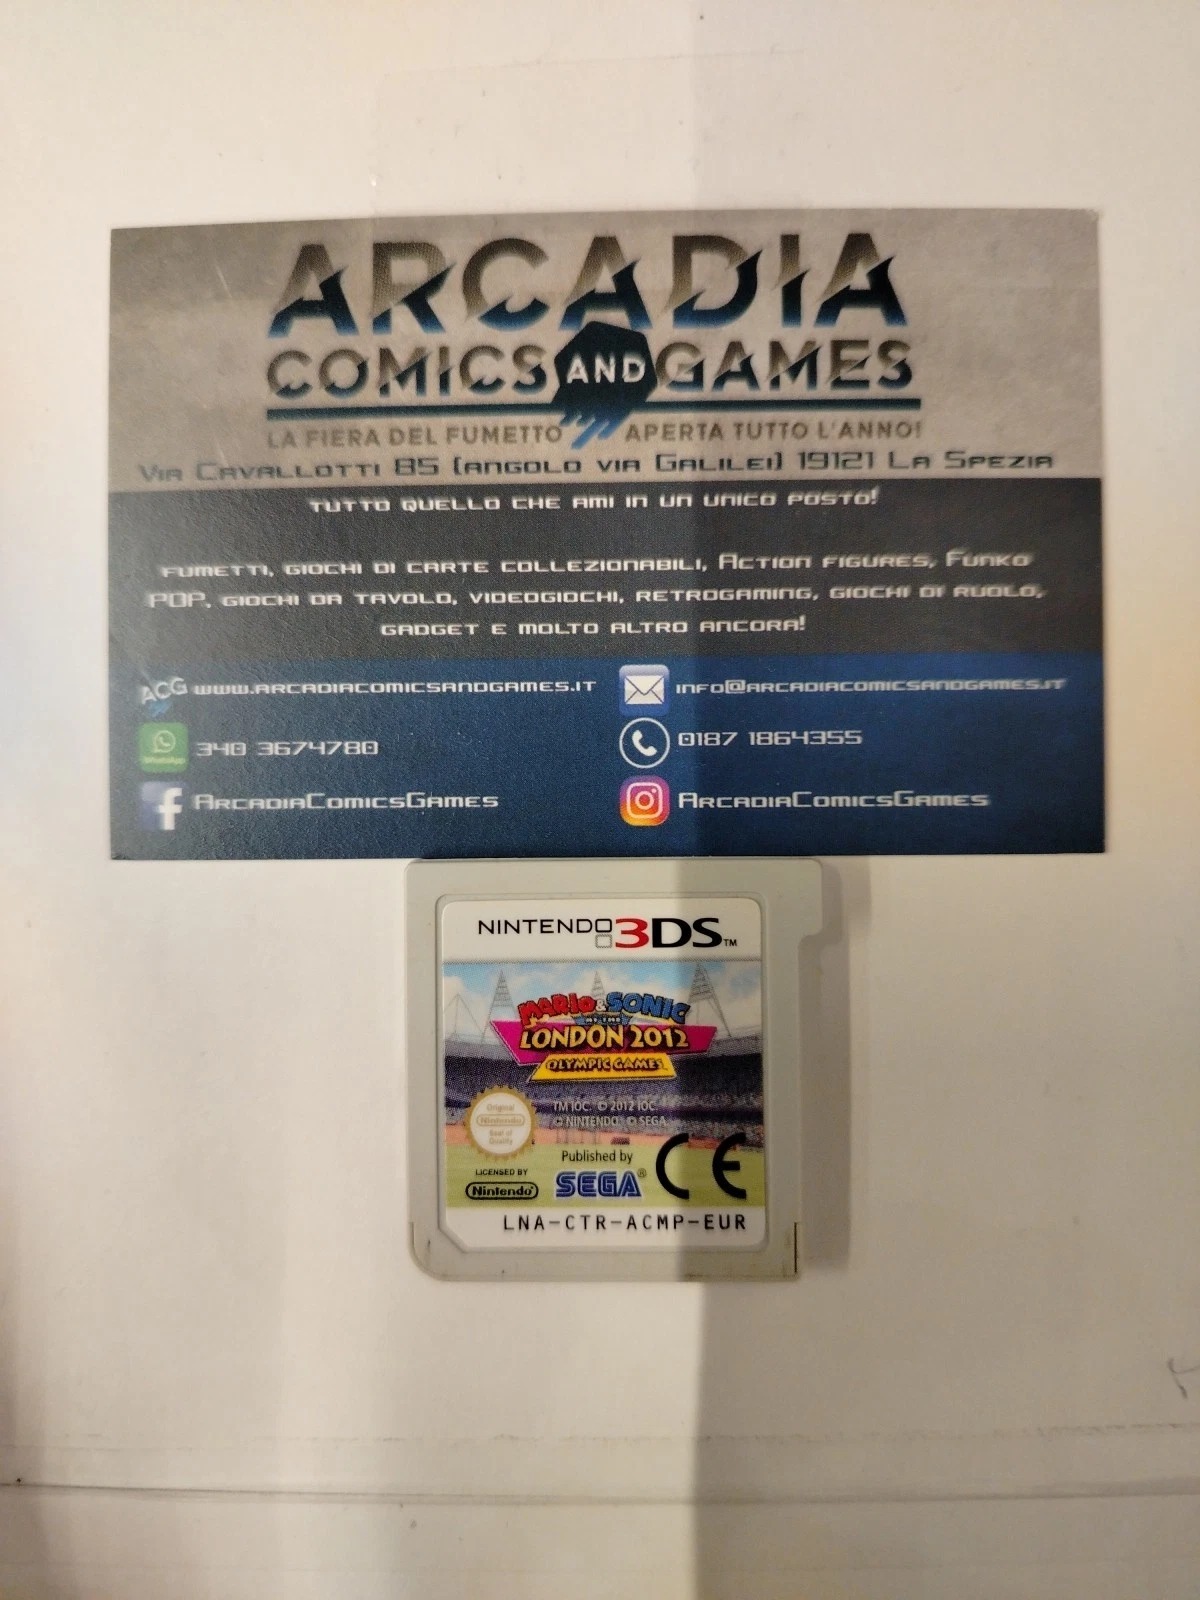 ARCADIA
COMICS AND GAMES
LA FIERA DEL FUMETTO APERTA TUTTO L'ANNO!
Via Cavallotti 85 (angolo via Galilei) 19121 La Spezia
tutto quello che ami in un unico posto!
fumetti, giochi di carte collezionabili, Action figures, Funko
POP, giochi da tavolo, videogiochi, retrogaming, giochi di ruolo,
gadget e molto altro ancora!
ACG www.arcadiacomicsandgames.it
info@arcadiacomicsandgames.it
WhatsApp 340 3674780
0187 1864355
f ArcadiaComicsGames
ArcadiaComicsGames
NINTENDO 3DS™
MARIO & SONIC
AT THE
LONDON 2012
OLYMPIC GAMES
TM IOC. © 2012 IOC.
© NINTENDO. © SEGA.
Original
Nintendo
Seal of
Quality
Published by
SEGA®
CE
LICENSED BY
Nintendo®
LNA-CTR-ACMP-EUR